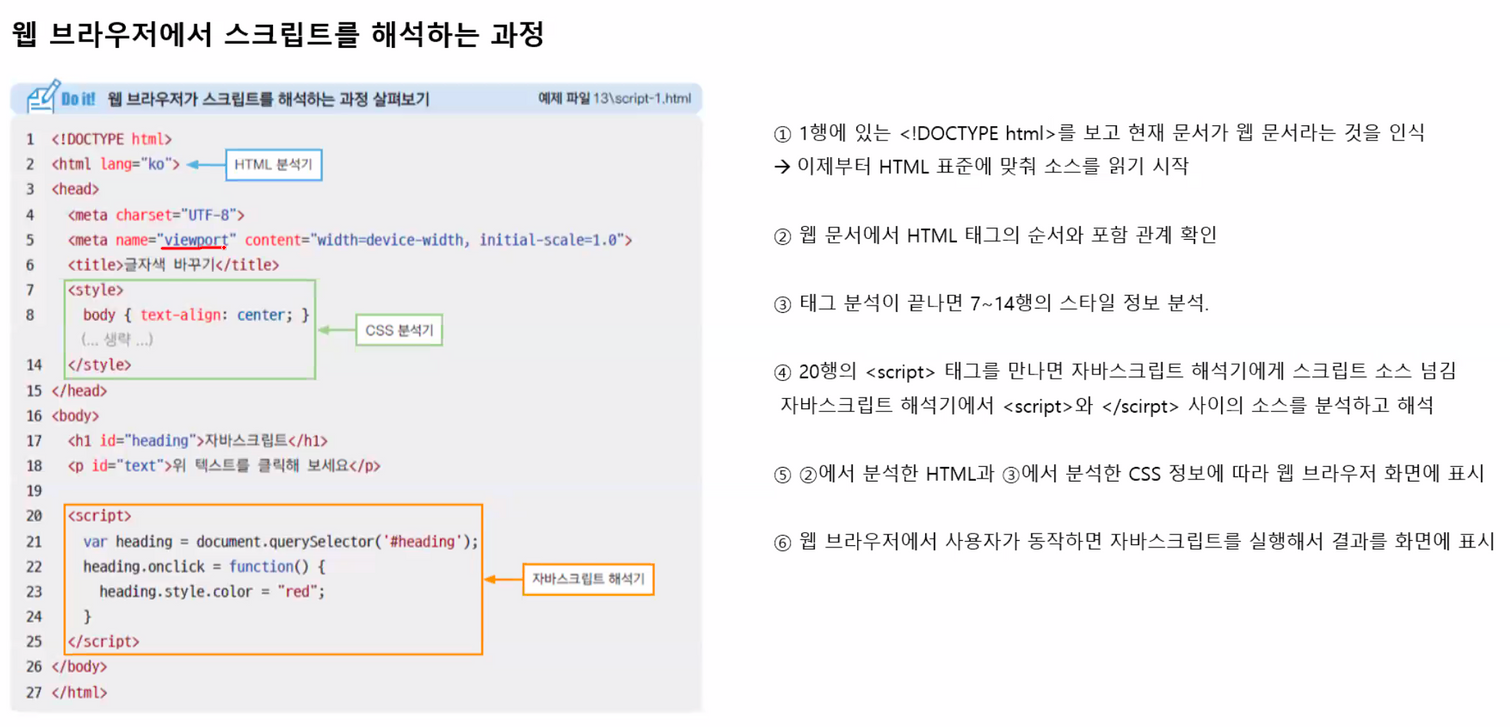 웹 브라우저에서 스크립트를 해석하는 과정
Do it! 웹 브라우저가 스크립트를 해석하는 과정 살펴보기 예제 파일 13\script-1.html
1 <!DOCTYPE html>
2 <html lang="ko"> HTML 분석기
3 <head>
4 <meta charset="UTF-8">
5 <meta name="viewport" content="width=device-width, initial-scale=1.0">
6 <title>글자색 바꾸기</title>
7 <style>
8 body { text-align: center; }
(... 생략 ...)
CSS 분석기
14 </style>
15 </head>
16 <body>
17 <h1 id="heading">자바스크립트</h1>
18 <p id="text">위 텍스트를 클릭해 보세요</p>
19
20 <script>
21 var heading = document.querySelector('#heading');
22 heading.onclick = function() {
23 heading.style.color = "red";
자바스크립트 해석기
24 }
25 </script>
26 </body>
27 </html>
① 1행에 있는 <!DOCTYPE html>를 보고 현재 문서가 웹 문서라는 것을 인식
→ 이제부터 HTML 표준에 맞춰 소스를 읽기 시작
② 웹 문서에서 HTML 태그의 순서와 포함 관계 확인
③ 태그 분석이 끝나면 7~14행의 스타일 정보 분석.
④ 20행의 <script> 태그를 만나면 자바스크립트 해석기에게 스크립트 소스 넘김
자바스크립트 해석기에서 <script>와 </scirpt> 사이의 소스를 분석하고 해석
⑤ ②에서 분석한 HTML과 ③에서 분석한 CSS 정보에 따라 웹 브라우저 화면에 표시
⑥ 웹 브라우저에서 사용자가 동작하면 자바스크립트를 실행해서 결과를 화면에 표시